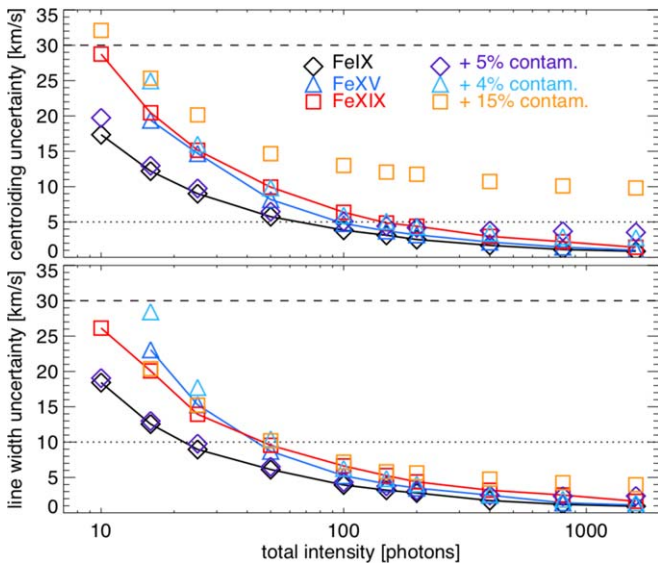 centroiding uncertainty [km/s]
35
30
25
20
15
10
5
0
FeIX
+ 5% contam.
FeXV
+ 4% contam.
FeXIX
+ 15% contam.
line width uncertainty [km/s]
35
30
25
20
15
10
5
0
10
100
1000
total intensity [photons]